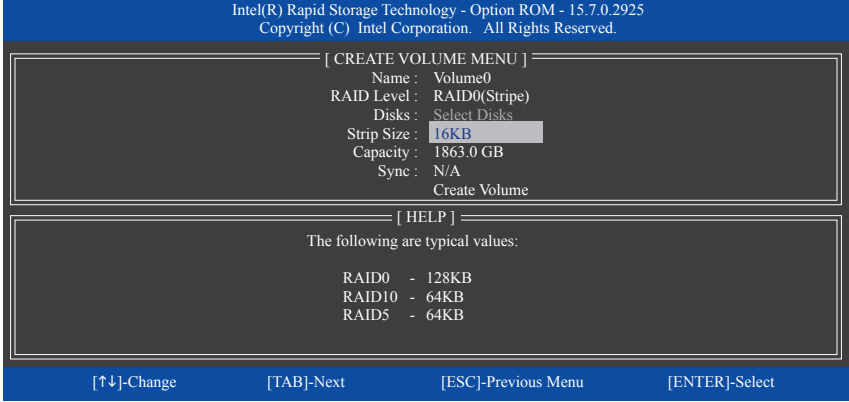 Intel(R) Rapid Storage Technology - Option ROM - 15.7.0.2925
Copyright (C) Intel Corporation. All Rights Reserved.
[ CREATE VOLUME MENU ]
Name : Volume0
RAID Level : RAID0(Stripe)
Disks : Select Disks
Strip Size : 16KB
Capacity : 1863.0 GB
Sync : N/A
Create Volume
[ HELP ]
The following are typical values:
RAID0 - 128KB
RAID10 - 64KB
RAID5 - 64KB
[↑↓]-Change [TAB]-Next [ESC]-Previous Menu [ENTER]-Select